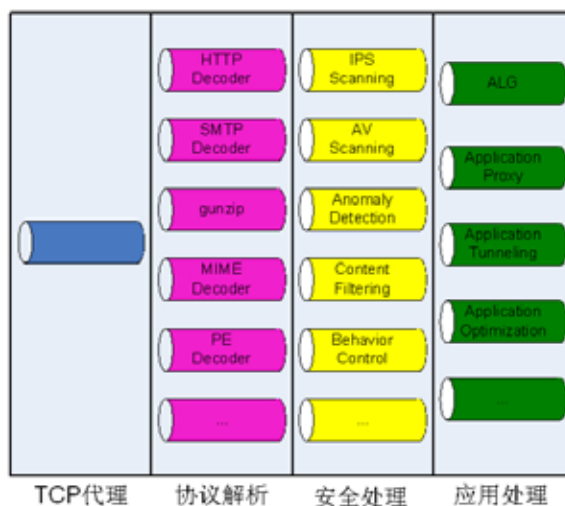 HTTP
Decoder
SMTP
Decoder
gunzip
MIME
Decoder
PE
Decoder
...
IPS
Scanning
AV
Scanning
Anomaly
Detection
Content
Filtering
Behavior
Control
...
ALG
Application
Proxy
Application
Tunneling
Application
Optimization
...
TCP代理
协议解析
安全处理
应用处理